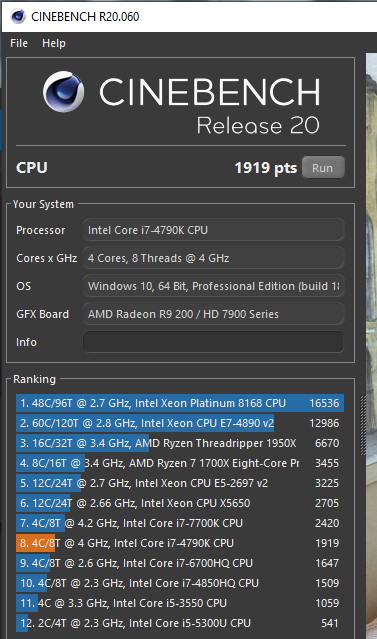 CINEBENCH R20.060
File Help
CINEBENCH
Release 20
CPU 1919 pts Run
Your System
Processor Intel Core i7-4790K CPU
Cores x GHz 4 Cores, 8 Threads @ 4 GHz
OS Windows 10, 64 Bit, Professional Edition (build 18
GFX Board AMD Radeon R9 200 / HD 7900 Series
Info
Ranking
1. 48C/96T @ 2.7 GHz, Intel Xeon Platinum 8168 CPU 16536
2. 60C/120T @ 2.8 GHz, Intel Xeon CPU E7-4890 v2 12986
3. 16C/32T @ 3.4 GHz, AMD Ryzen Threadripper 1950X 6670
4. 8C/16T @ 3.4 GHz, AMD Ryzen 7 1700X Eight-Core Pr 3455
5. 12C/24T @ 2.7 GHz, Intel Xeon CPU E5-2697 v2 3225
6. 12C/24T @ 2.66 GHz, Intel Xeon CPU X5650 2705
7. 4C/8T @ 4.2 GHz, Intel Core i7-7700K CPU 2420
8. 4C/8T @ 4 GHz, Intel Core i7-4790K CPU 1919
9. 4C/8T @ 2.6 GHz, Intel Core i7-6700HQ CPU 1647
10. 4C/8T @ 2.3 GHz, Intel Core i7-4850HQ CPU 1509
11. 4C @ 3.3 GHz, Intel Core i5-3550 CPU 1059
12. 2C/4T @ 2.3 GHz, Intel Core i5-5300U CPU 541